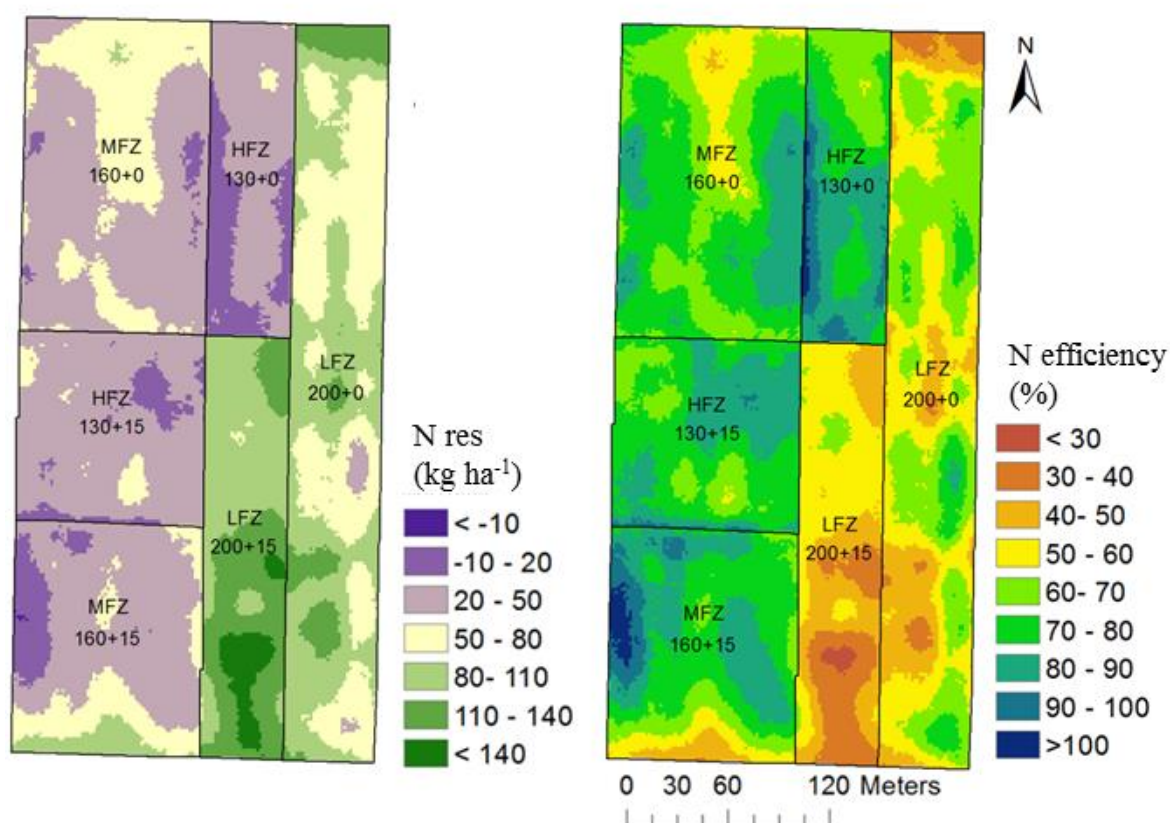 MFZ
160+0
HFZ
130+0
LFZ
200+0
HFZ
130+15
LFZ
200+15
MFZ
160+15
N res
(kg ha⁻¹)
< -10
-10 - 20
20 - 50
50 - 80
80- 110
110 - 140
< 140
MFZ
160+0
HFZ
130+0
LFZ
200+0
HFZ
130+15
LFZ
200+15
MFZ
160+15
N
N efficiency
(%)
< 30
30 - 40
40- 50
50 - 60
60- 70
70 - 80
80 - 90
90 - 100
>100
0 30 60 120 Meters